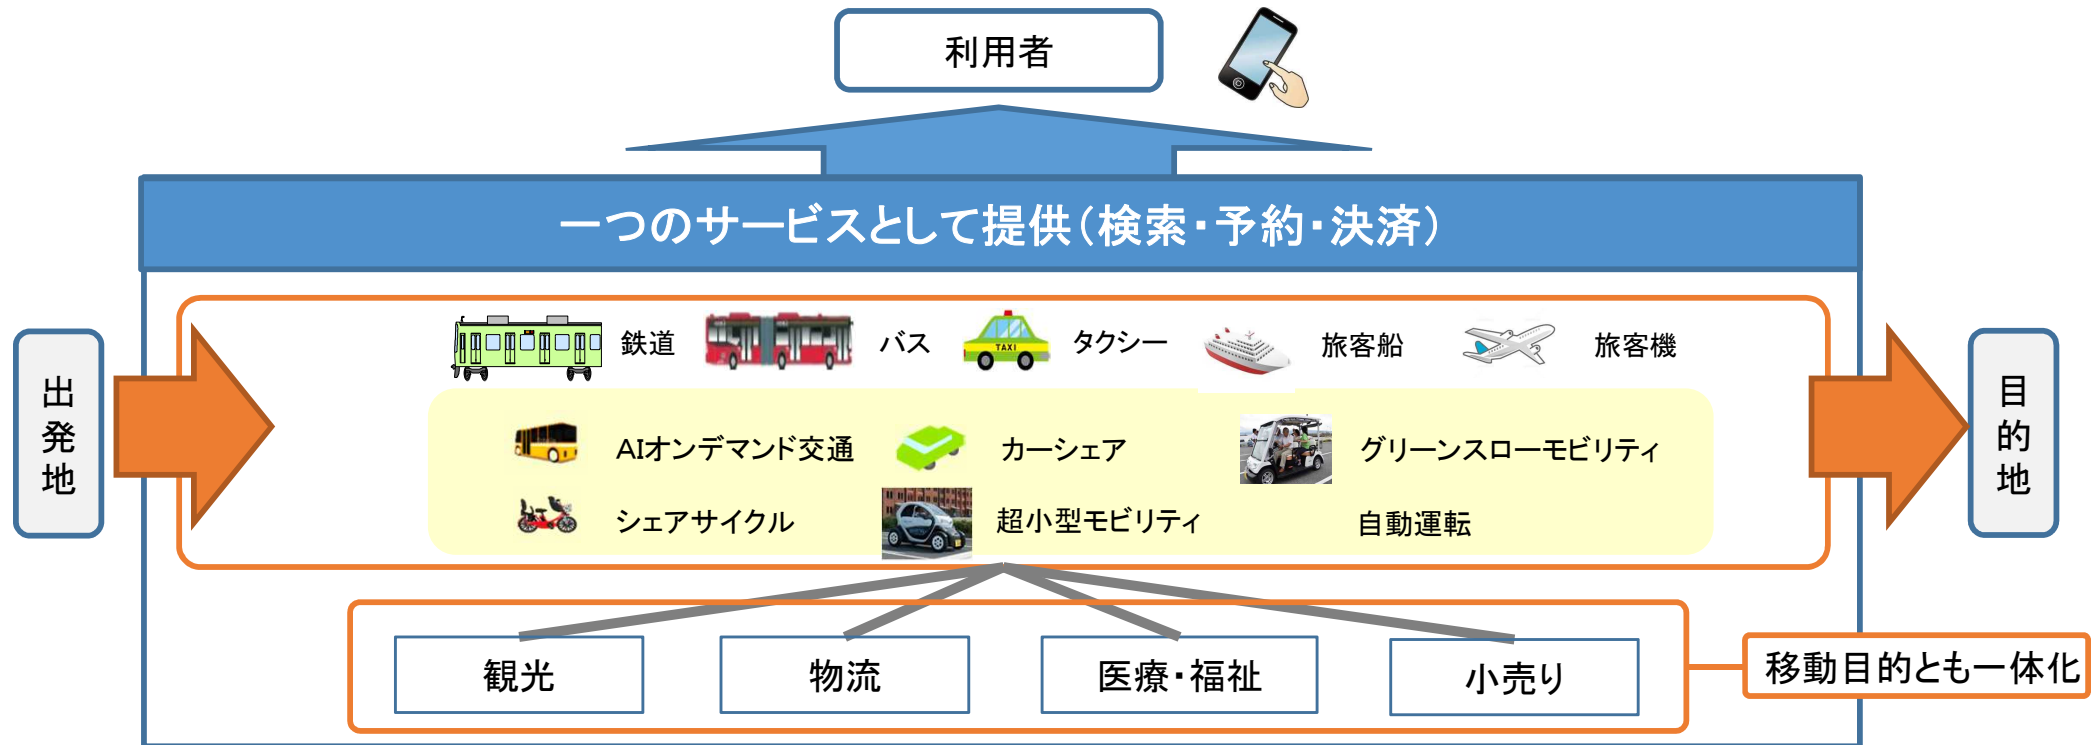 利用者
一つのサービスとして提供（検索・予約・決済）
出発地
鉄道
バス
TAXI
タクシー
旅客船
旅客機
目的地
AIオンデマンド交通
カーシェア
グリーンスローモビリティ
シェアサイクル
超小型モビリティ
自動運転
観光
物流
医療・福祉
小売り
移動目的とも一体化